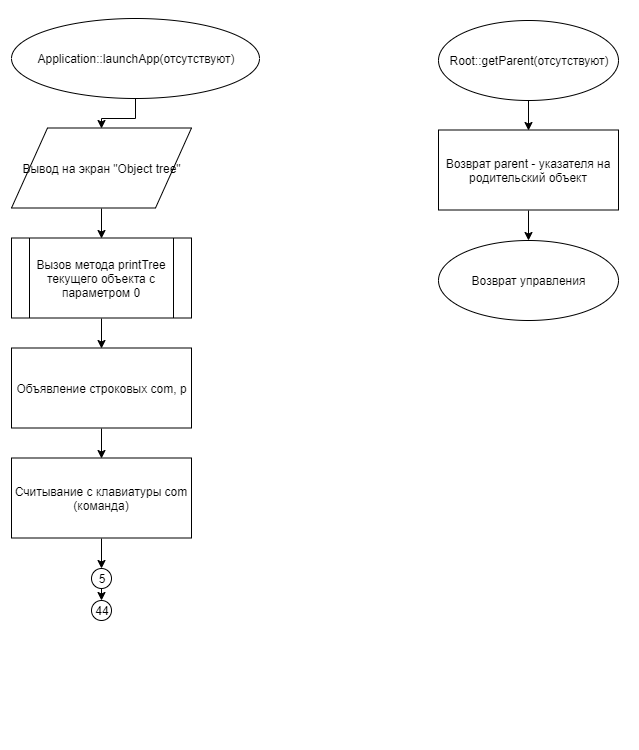 Application::launchApp(отсутствуют)
Вывод на экран "Object tree"
Вызов метода printTree
текущего объекта с
параметром 0
Объявление строковых com, p
Считывание с клавиатуры com
(команда)
5
44
Root::getParent(отсутствуют)
Возврат parent - указателя на
родительский объект
Возврат управления